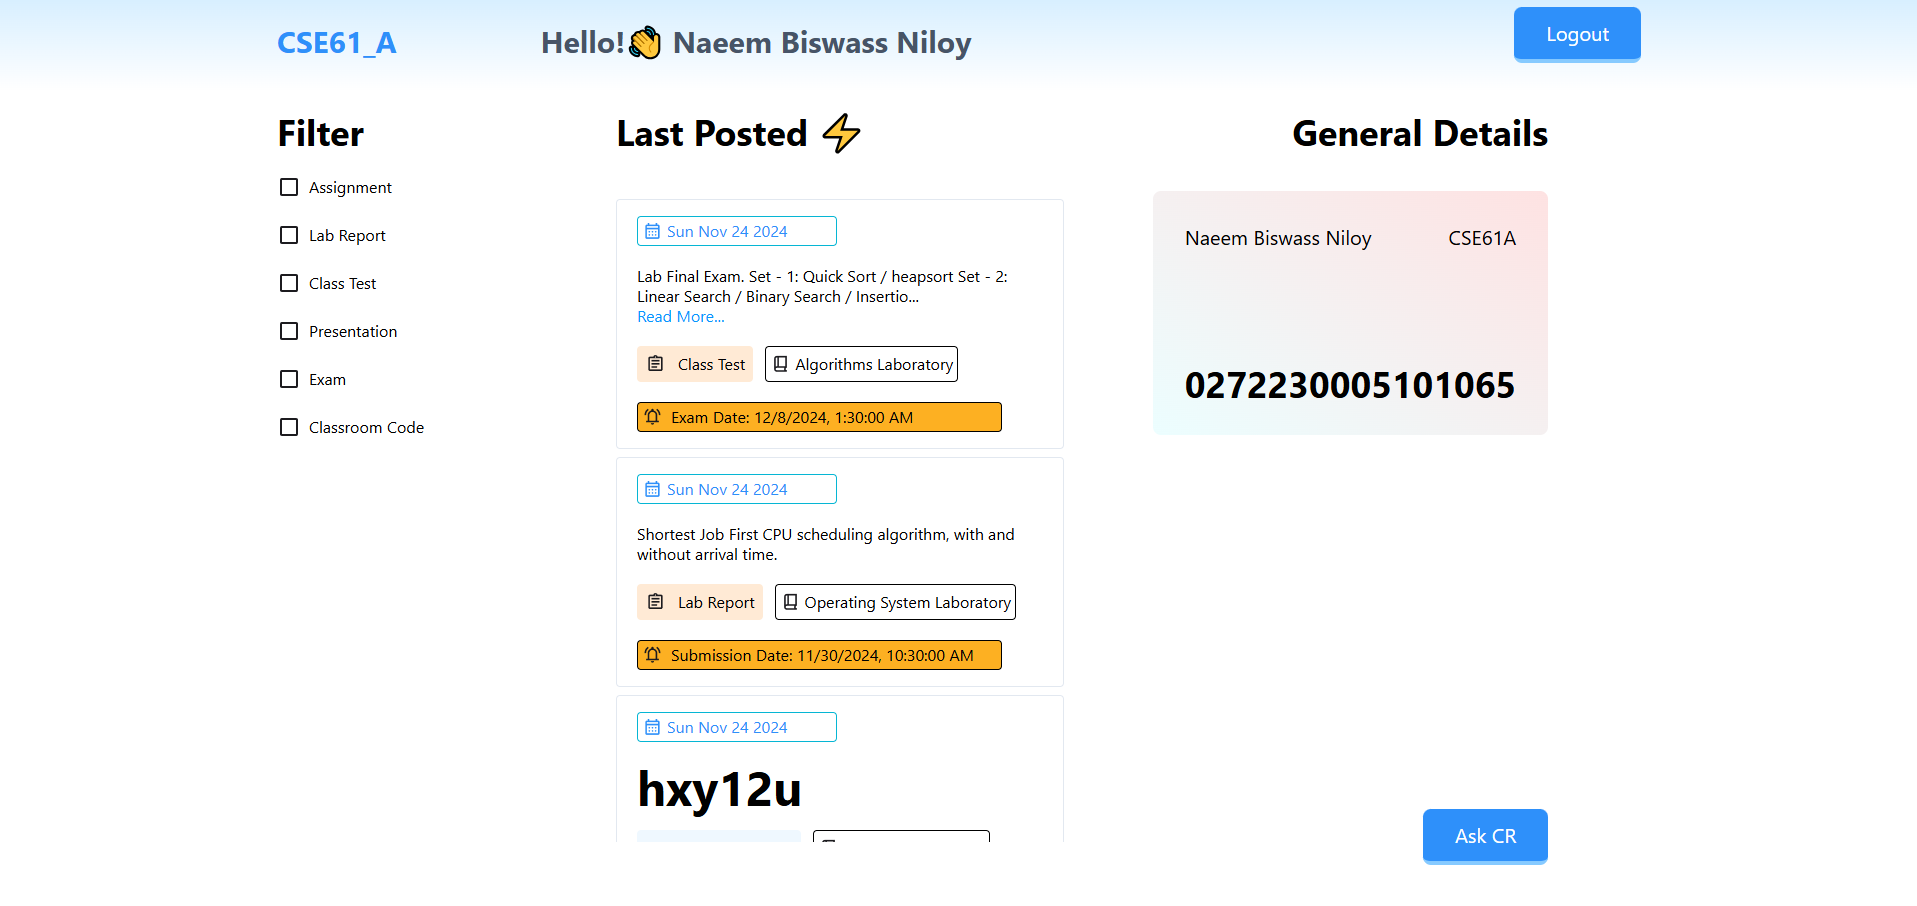 CSE61_A
Hello!👋 Naeem Biswass Niloy
Logout
Filter
Assignment
Lab Report
Class Test
Presentation
Exam
Classroom Code
Last Posted ⚡
Sun Nov 24 2024
Lab Final Exam. Set - 1: Quick Sort / heapsort Set - 2:
Linear Search / Binary Search / Insertio...
Read More...
Class Test
Algorithms Laboratory
Exam Date: 12/8/2024, 1:30:00 AM
Sun Nov 24 2024
Shortest Job First CPU scheduling algorithm, with and
without arrival time.
Lab Report
Operating System Laboratory
Submission Date: 11/30/2024, 10:30:00 AM
Sun Nov 24 2024
hxy12u
General Details
Naeem Biswass Niloy
CSE61A
0272230005101065
Ask CR